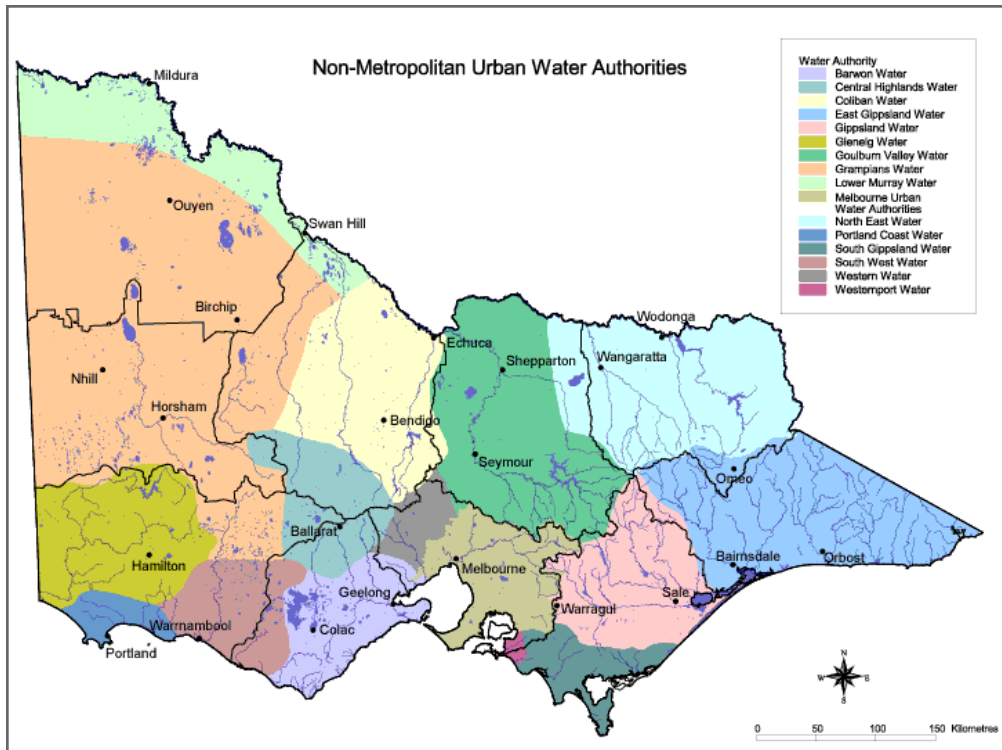 Non-Metropolitan Urban Water Authorities
Water Authority
Barwon Water
Central Highlands Water
Coliban Water
East Gippsland Water
Gippsland Water
Glenelg Water
Goulburn Valley Water
Grampians Water
Lower Murray Water
Melbourne Urban
Water Authorities
North East Water
Portland Coast Water
South Gippsland Water
South West Water
Western Water
Westernport Water
Mildura
Ouyen
Swan Hill
Birchip
Wodonga
Echuca
Shepparton
Wangaratta
Nhill
Horsham
Bendigo
Seymour
Omeo
Ballarat
Hamilton
Melbourne
Bairnsdale
Orbost
Geelong
Warragul
Sale
Warrnambool
Colac
Portland
N
W E
S
0 50 100 150 Kilometres